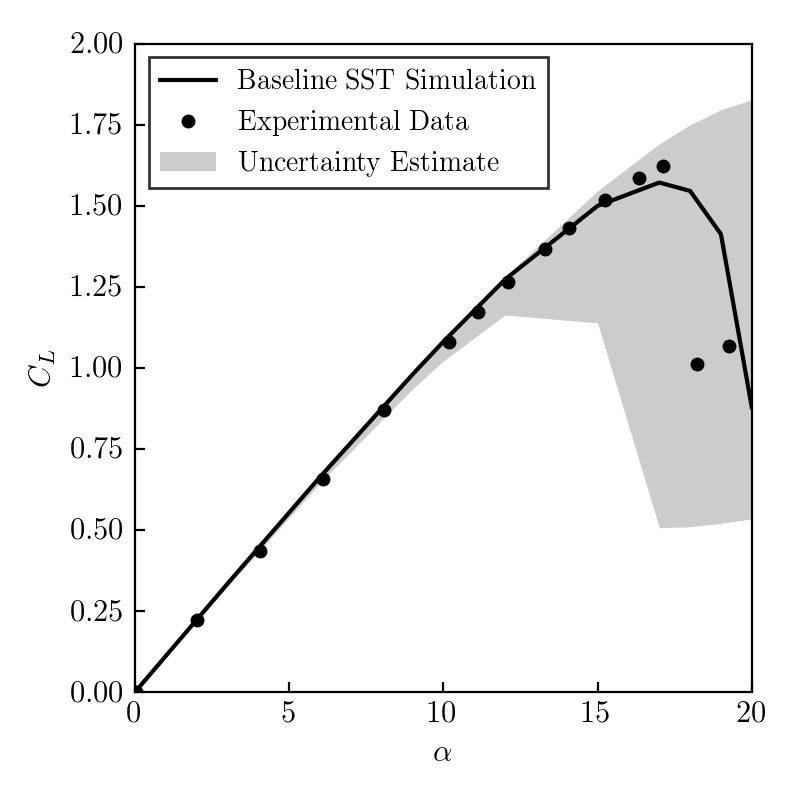 2.00
1.75
1.50
1.25
1.00
0.75
0.50
0.25
0.00
C_L
Baseline SST Simulation
Experimental Data
Uncertainty Estimate
0 5 10 15 20
α